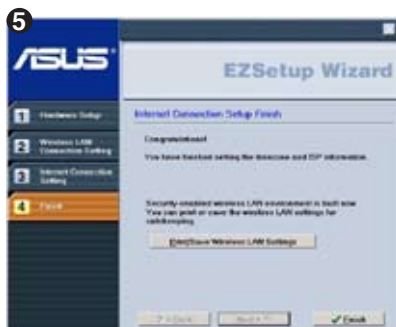 5
ASUS
EZSetup Wizard
1 Hardware Setup
2 Wireless LAN
Connection Setting
3 Internet Connection
Setting
4 Finish
Internet Connection Setup Finish
Congratulations!
You have finished setting the timezone and ISP information.
Security-enabled wireless LAN environment is built now
You can print or save the wireless LAN settings for
safekeeping.
Print/Save Wireless LAN Settings
< Back
Next >
Finish